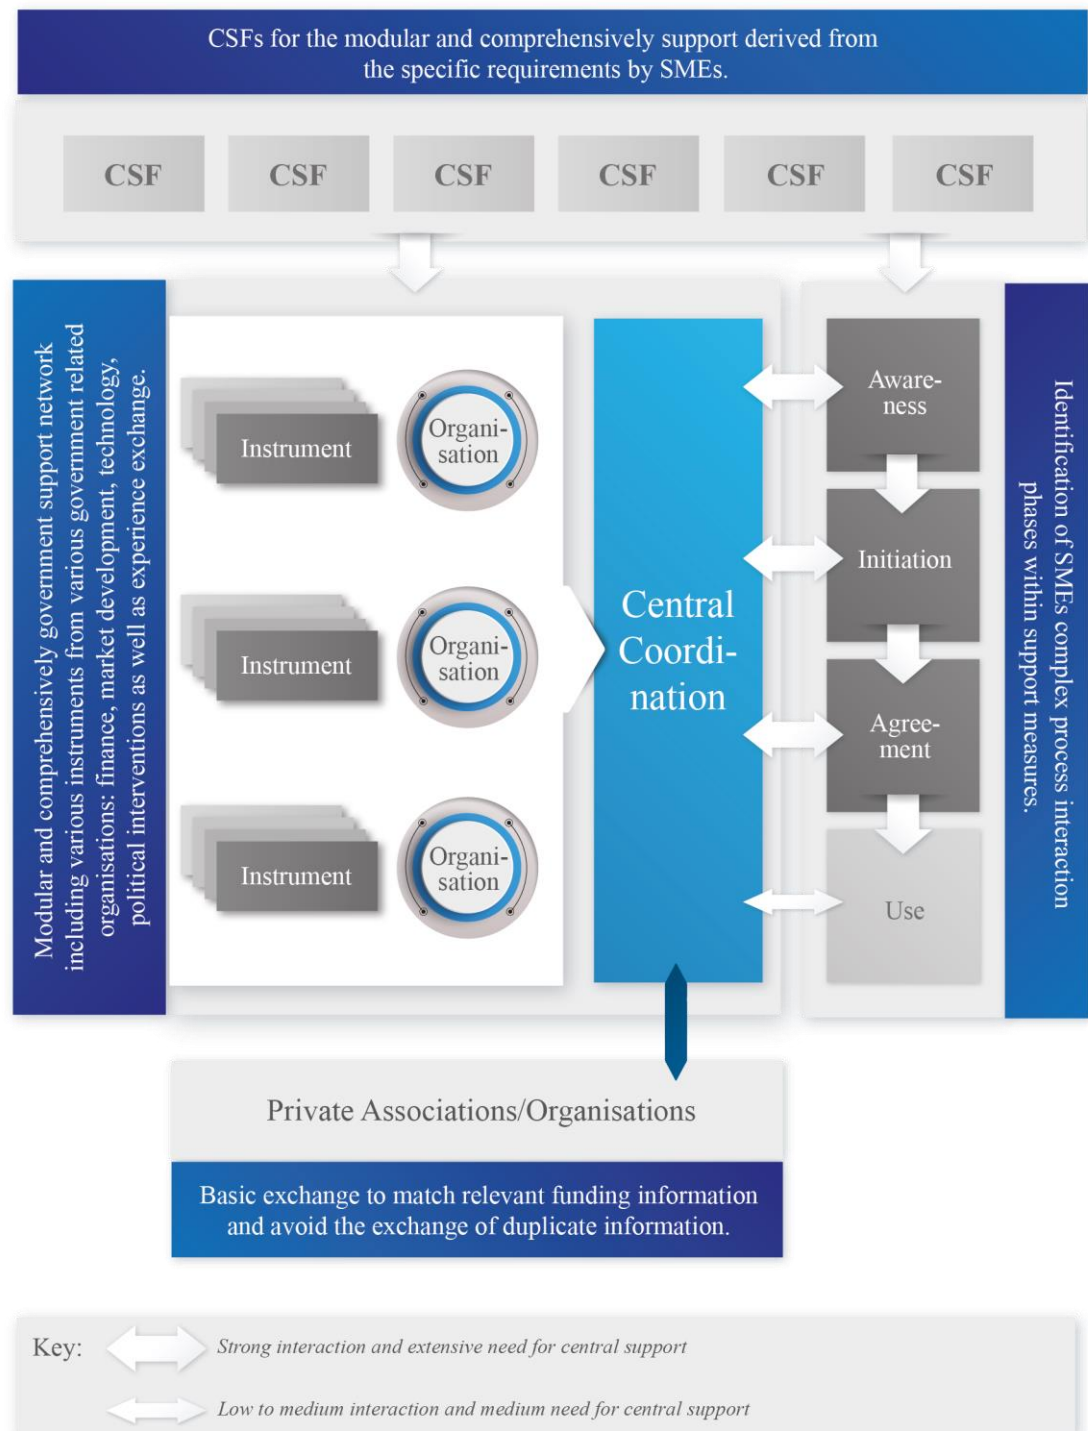 CSFs for the modular and comprehensively support derived from
the specific requirements by SMEs.
CSF CSF CSF CSF CSF CSF
Modular and comprehensively government support network
including various instruments from various government related
organisations: finance, market development, technology,
political interventions as well as experience exchange.
Instrument
Organi-
sation
Instrument
Organi-
sation
Instrument
Organi-
sation
Central
Coordi-
nation
Aware-
ness
Initiation
Agree-
ment
Use
Identification of SMEs complex process interaction
phases within support measures.
Private Associations/Organisations
Basic exchange to match relevant funding information
and avoid the exchange of duplicate information.
Key:
Strong interaction and extensive need for central support
Low to medium interaction and medium need for central support